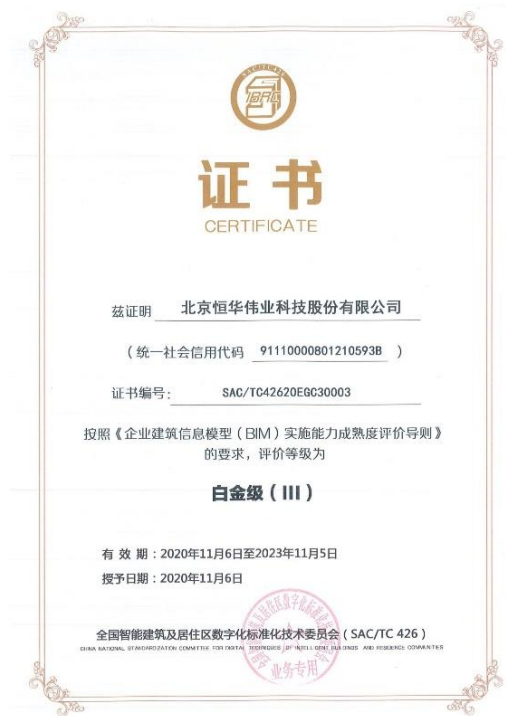 SAC/TC426
证书
CERTIFICATE
兹证明 北京恒华伟业科技股份有限公司
(统一社会信用代码 91110000801210593B )
证书编号: SAC/TC42620EGC30003
按照《企业建筑信息模型(BIM)实施能力成熟度评价导则》
的要求,评价等级为
白金级(III)
有 效 期:2020年11月6日至2023年11月5日
授予日期:2020年11月6日
全国智能建筑及居住区数字化标准化技术委员会(SAC/TC 426)
CHINA NATIONAL STANDARDIZATION COMMITTEE FOR DIGITAL TECHNIQUES OF INTELLIGENT BUILDINGS AND RESIDENCE COMMUNITIES
业务专用